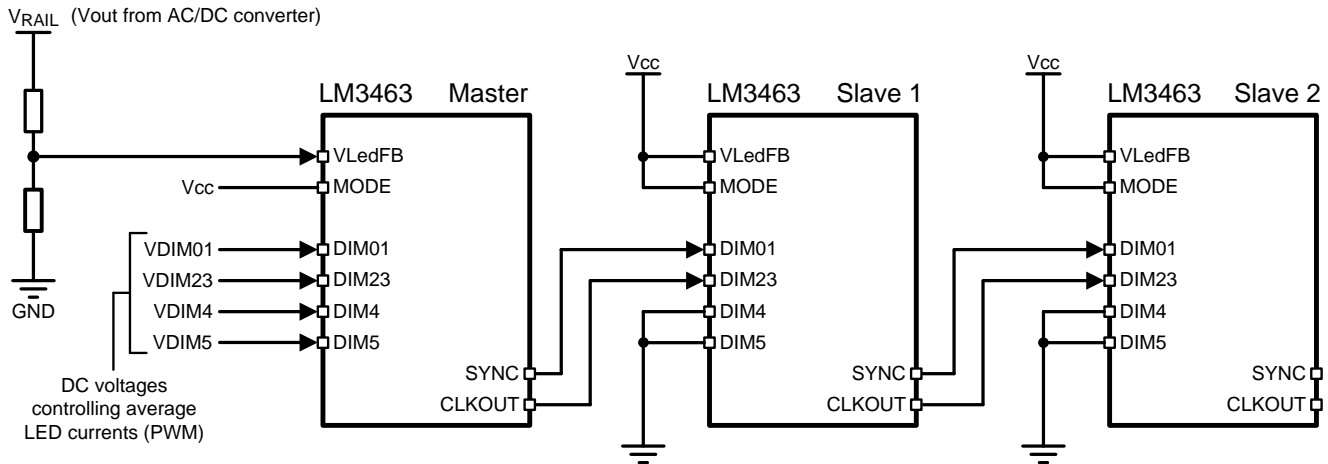 VRAIL (Vout from AC/DC converter)
Vcc
Vcc
LM3463 Master
LM3463 Slave 1
LM3463 Slave 2
VLedFB
VLedFB
VLedFB
Vcc
MODE
MODE
MODE
VDIM01
DIM01
DIM01
DIM01
VDIM23
DIM23
DIM23
DIM23
GND
VDIM4
DIM4
DIM4
DIM4
VDIM5
DIM5
DIM5
DIM5
SYNC
SYNC
SYNC
CLKOUT
CLKOUT
CLKOUT
DC voltages
controlling average
LED currents (PWM)